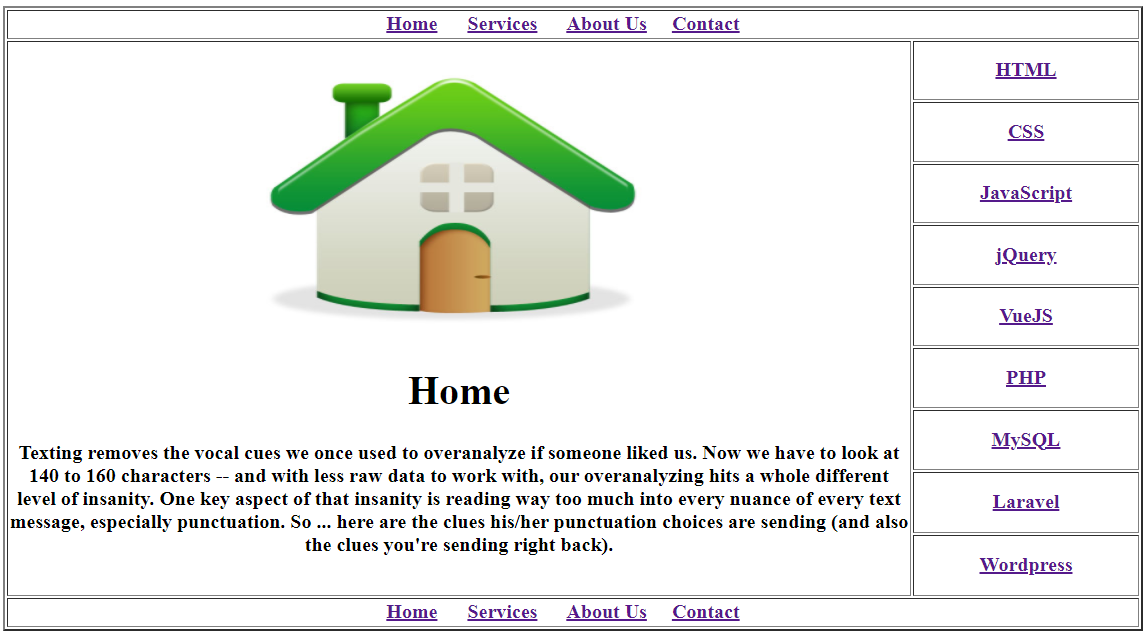 Home Services About Us Contact
Home
Texting removes the vocal cues we once used to overanalyze if someone liked us. Now we have to look at
140 to 160 characters -- and with less raw data to work with, our overanalyzing hits a whole different
level of insanity. One key aspect of that insanity is reading way too much into every nuance of every text
message, especially punctuation. So ... here are the clues his/her punctuation choices are sending (and also
the clues you're sending right back).
HTML
CSS
JavaScript
jQuery
VueJS
PHP
MySQL
Laravel
Wordpress
Home Services About Us Contact